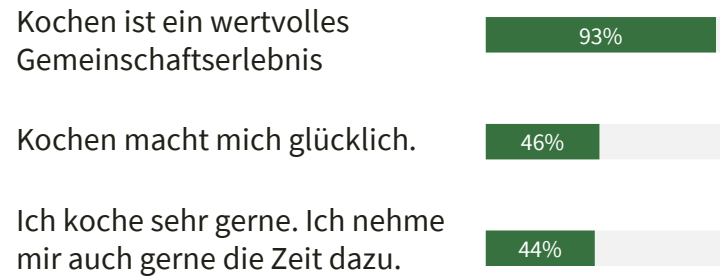 Kochen ist ein wertvolles
Gemeinschaftserlebnis
93%
Kochen macht mich glücklich.
46%
Ich koche sehr gerne. Ich nehme
mir auch gerne die Zeit dazu.
44%